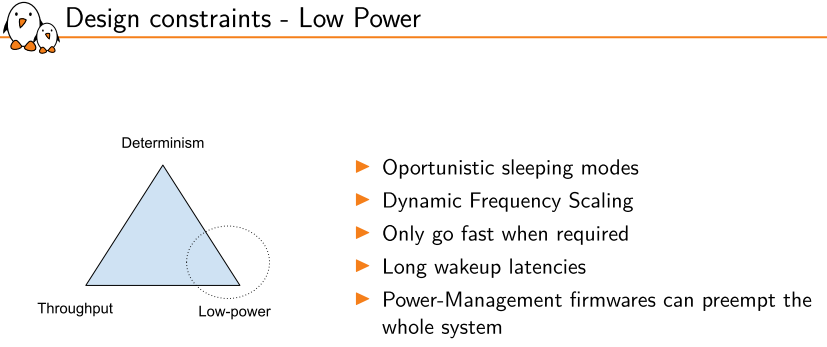 Design constraints - Low Power
Determinism
Throughput
Low-power
Oportunistic sleeping modes
Dynamic Frequency Scaling
Only go fast when required
Long wakeup latencies
Power-Management firmwares can preempt the
whole system